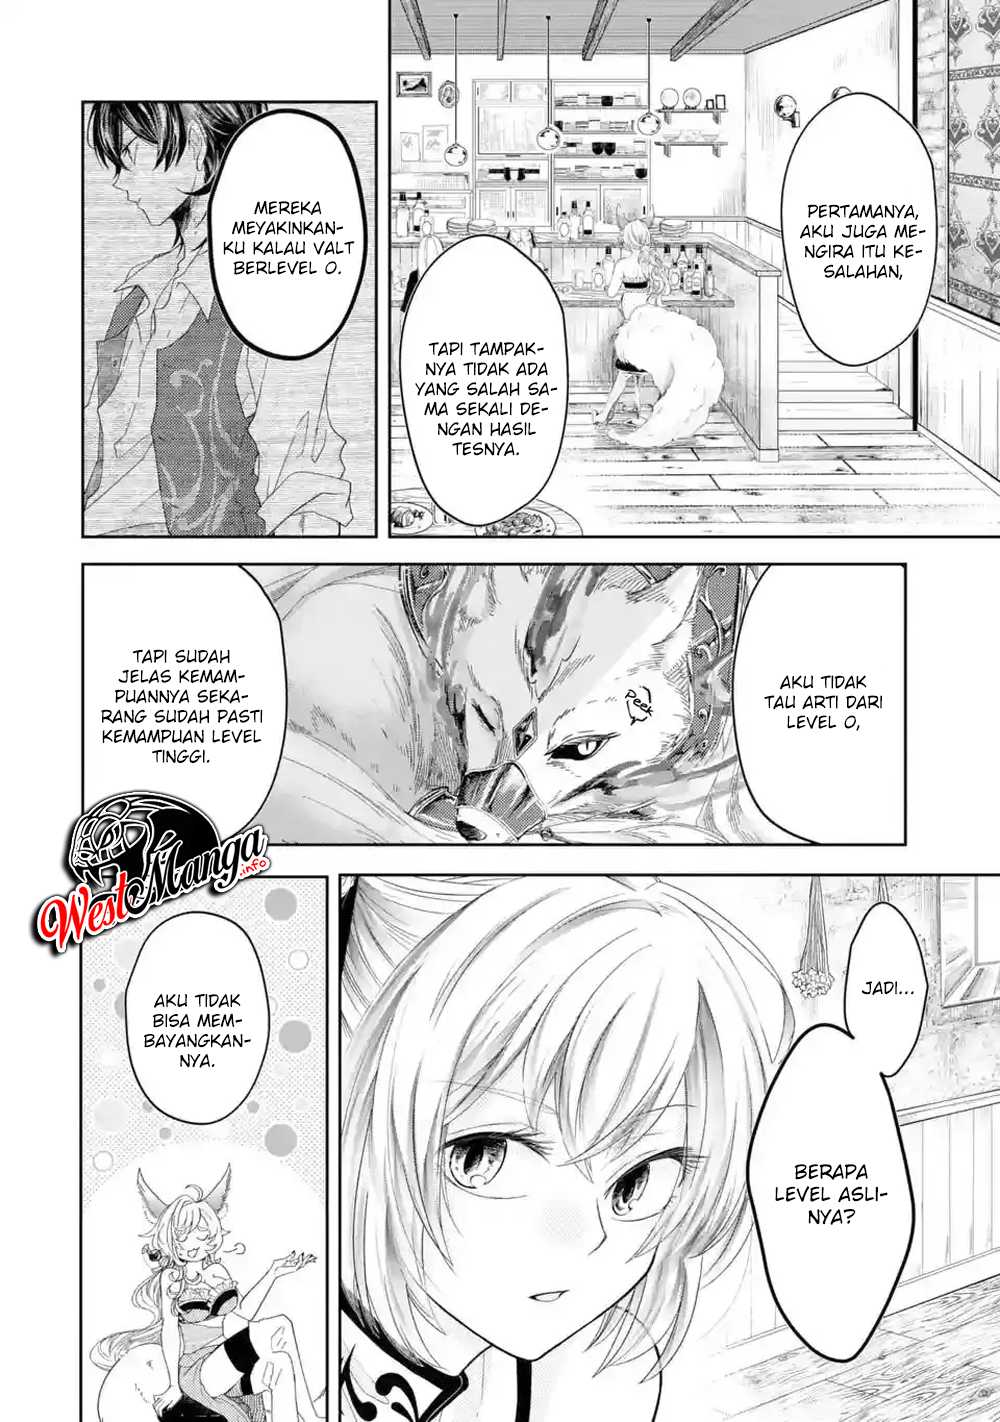 PERTAMANYA,
AKU JUGA ME-
NGIRA ITU KE-
SALAHAN,
TAPI TAMPAK-
NYA TIDAK ADA
YANG SALAH SA-
MA SEKALI DE-
NGAN HASIL
TESNYA.
MEREKA
MEYAKINKAN-
KU KALAU VALT
BERLEVEL 0.
AKU TIDAK
TAU ARTI DARI
LEVEL 0,
Peek
TAPI SUDAH
JELAS KEMAM-
PUANNYA SEKA-
RANG SUDAH PASTI
KEMAMPUAN LEVEL
TINGGI.
JADI...
BERAPA
LEVEL ASLI-
NYA?
WestManga
.info
AKU TIDAK
BISA MEM-
BAYANGKAN-
NYA.